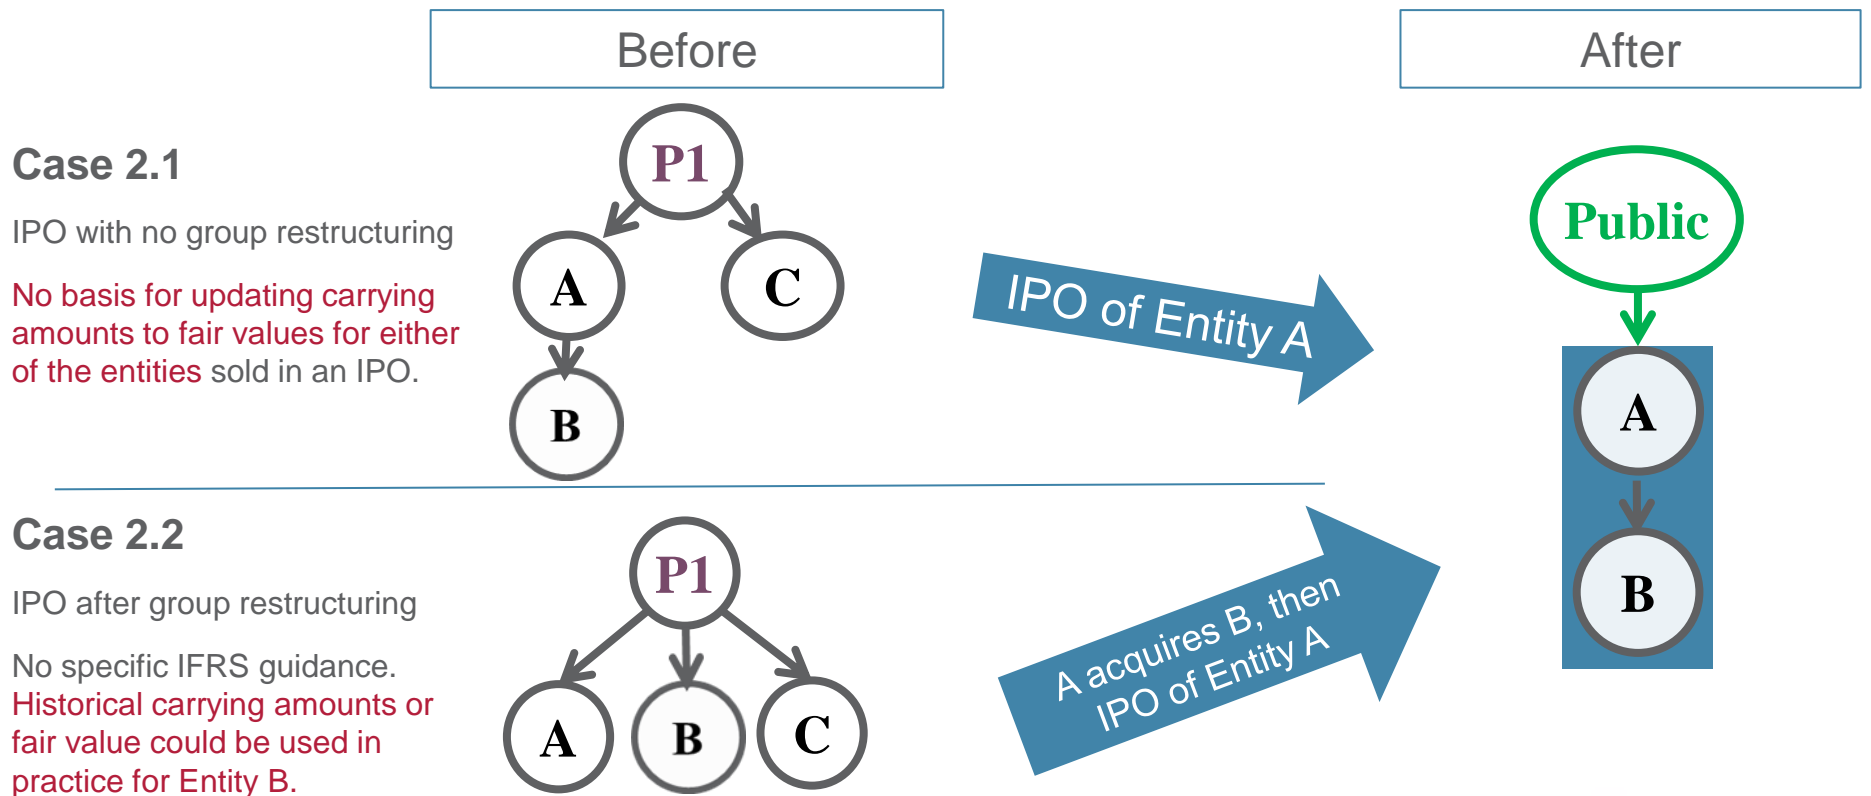 Before
After
Case 2.1
IPO with no group restructuring
No basis for updating carrying
amounts to fair values for either
of the entities sold in an IPO.
P1
A
C
B
IPO of Entity A
Public
A
B
Case 2.2
IPO after group restructuring
No specific IFRS guidance.
Historical carrying amounts or
fair value could be used in
practice for Entity B.
P1
A
B
C
A acquires B, then
IPO of Entity A